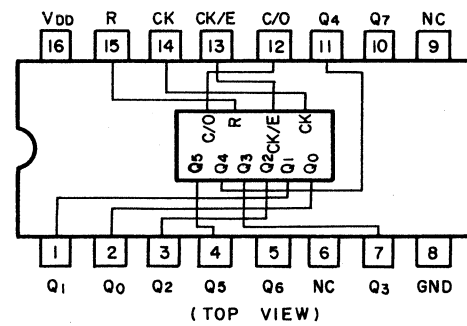 VDD R CK CK/E C/O Q4 Q7 NC
16 15 14 13 12 11 10 9
C/O R CK/E CK
Q5 Q4 Q3 Q2 Q1 Q0
1 2 3 4 5 6 7 8
Q1 Q0 Q2 Q5 Q6 NC Q3 GND
(TOP VIEW)